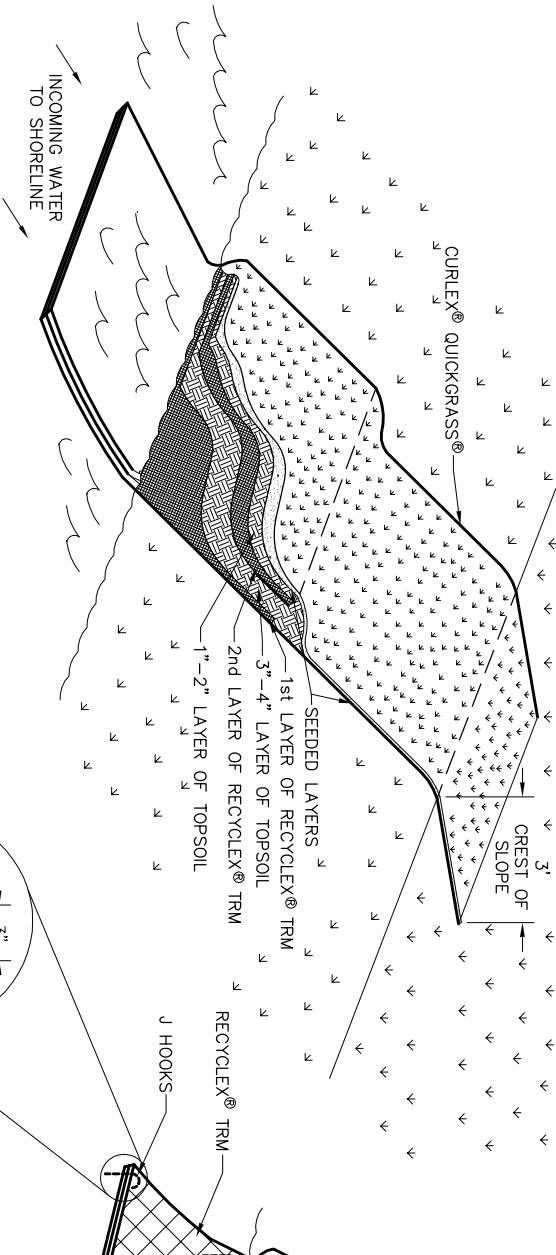 3'
CREST OF
SLOPE
CURLEX® QUICKGRASS®
INCOMING WATER
TO SHORELINE
SEEDED LAYERS
1st LAYER OF RECYCLEX® TRM
3"-4" LAYER OF TOPSOIL
2nd LAYER OF RECYCLEX® TRM
1"-2" LAYER OF TOPSOIL
RECYCLEX® TRM
J HOOKS
3"